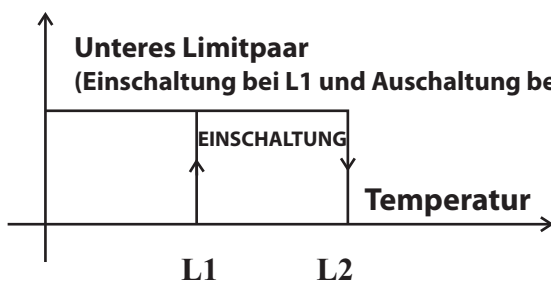 Unteres Limitpaar
(Einschaltung bei L1 und Auschaltung be
EINSCHALTUNG
Temperatur
L1 L2